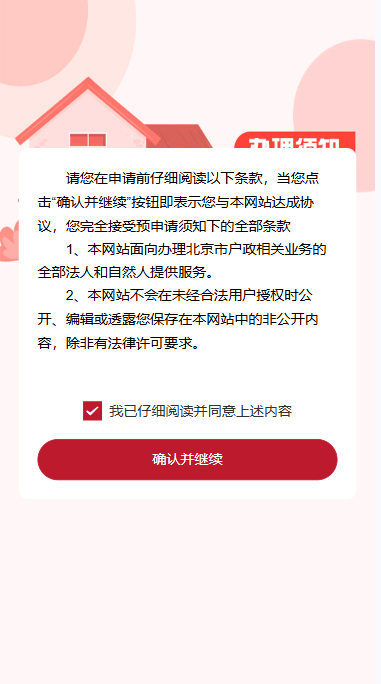 办理须知
请您在申请前仔细阅读以下条款，当您点
击“确认并继续”按钮即表示您与本网站达成协
议，您完全接受预申请须知下的全部条款
1、本网站面向办理北京市户政相关业务的
全部法人和自然人提供服务。
2、本网站不会在未经合法用户授权时公
开、编辑或透露您保存在本网站中的非公开内
容，除非有法律许可要求。
我已仔细阅读并同意上述内容
确认并继续